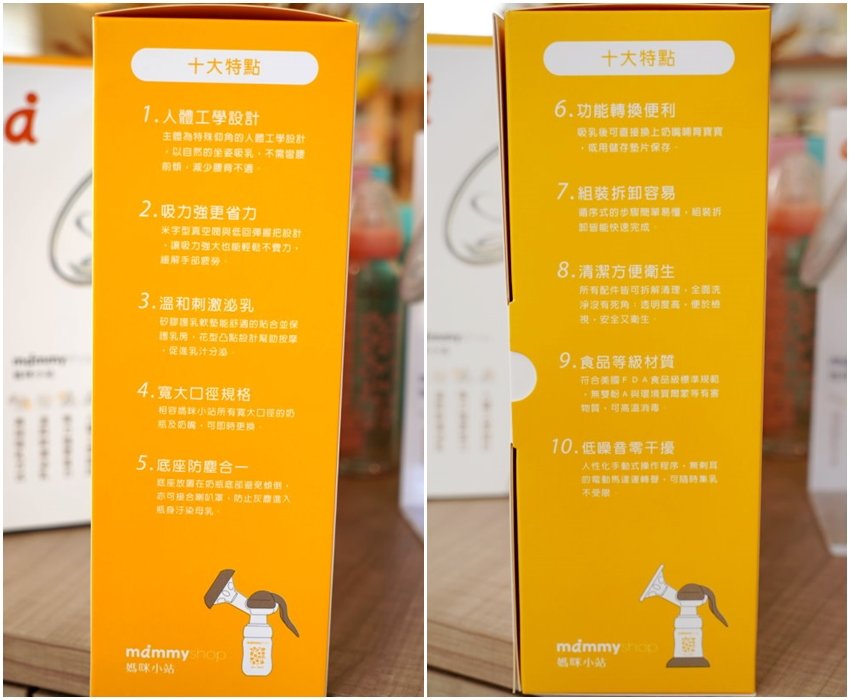 十大特點
1.人體工學設計
主體為特殊仰角的人體工學設計
，以自然的坐姿吸乳，不需彎腰
前傾，減少腰背不適。
2.吸力強更省力
米字型真空閥與低回彈握把設計
，讓吸力強大也能輕鬆不費力，
緩解手部疲勞。
3.溫和刺激泌乳
矽膠護乳軟墊能舒適的貼合並保
護乳房，花型凸點設計幫助按摩
，促進乳汁分泌
4.寬大口徑規格
相容媽咪小站所有寬大口徑的奶
瓶及奶嘴，可即時更換。
5.底座防塵合一
底座放置在奶瓶底部避免傾倒，
亦可接合喇叭罩，防止灰塵進入
瓶身汙染母乳。
mammyshop
媽咪小站
十大特點
6.功能轉換便利
吸乳後可直接換上奶嘴哺育寶寶
，或用儲存墊片保存。
7.組裝拆卸容易
循序式的步驟簡單易懂，組裝拆
卸皆能快速完成。
8.清潔方便衛生
所有配件皆可拆解清理，全面洗
淨沒有死角，透明度高，便於檢
視，安全又衛生。
9.食品等級材質
符合美國FDA食品級標準規範
，無雙酚A與環境質爾蒙等有害
物質，可高溫消毒。
10.低噪音零干擾
人性化手動式操作程序，無刺耳
的電動馬達運轉聲，可隨時集乳
不受限。
mammyshop
媽咪小站